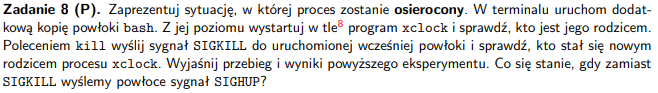 Zadanie 8 (P). Zaprezentuj sytuację, w której proces zostanie osierocony. W terminalu uruchom dodat-
kową kopię powłoki bash. Z jej poziomu wystartuj w tle8 program xclock i sprawdź, kto jest jego rodzicem.
Poleceniem kill wyślij sygnał SIGKILL do uruchomionej wcześniej powłoki i sprawdź, kto stał się nowym
rodzicem procesu xclock. Wyjaśnij przebieg i wyniki powyższego eksperymentu. Co się stanie, gdy zamiast
SIGKILL wyślemy powłoce sygnał SIGHUP?